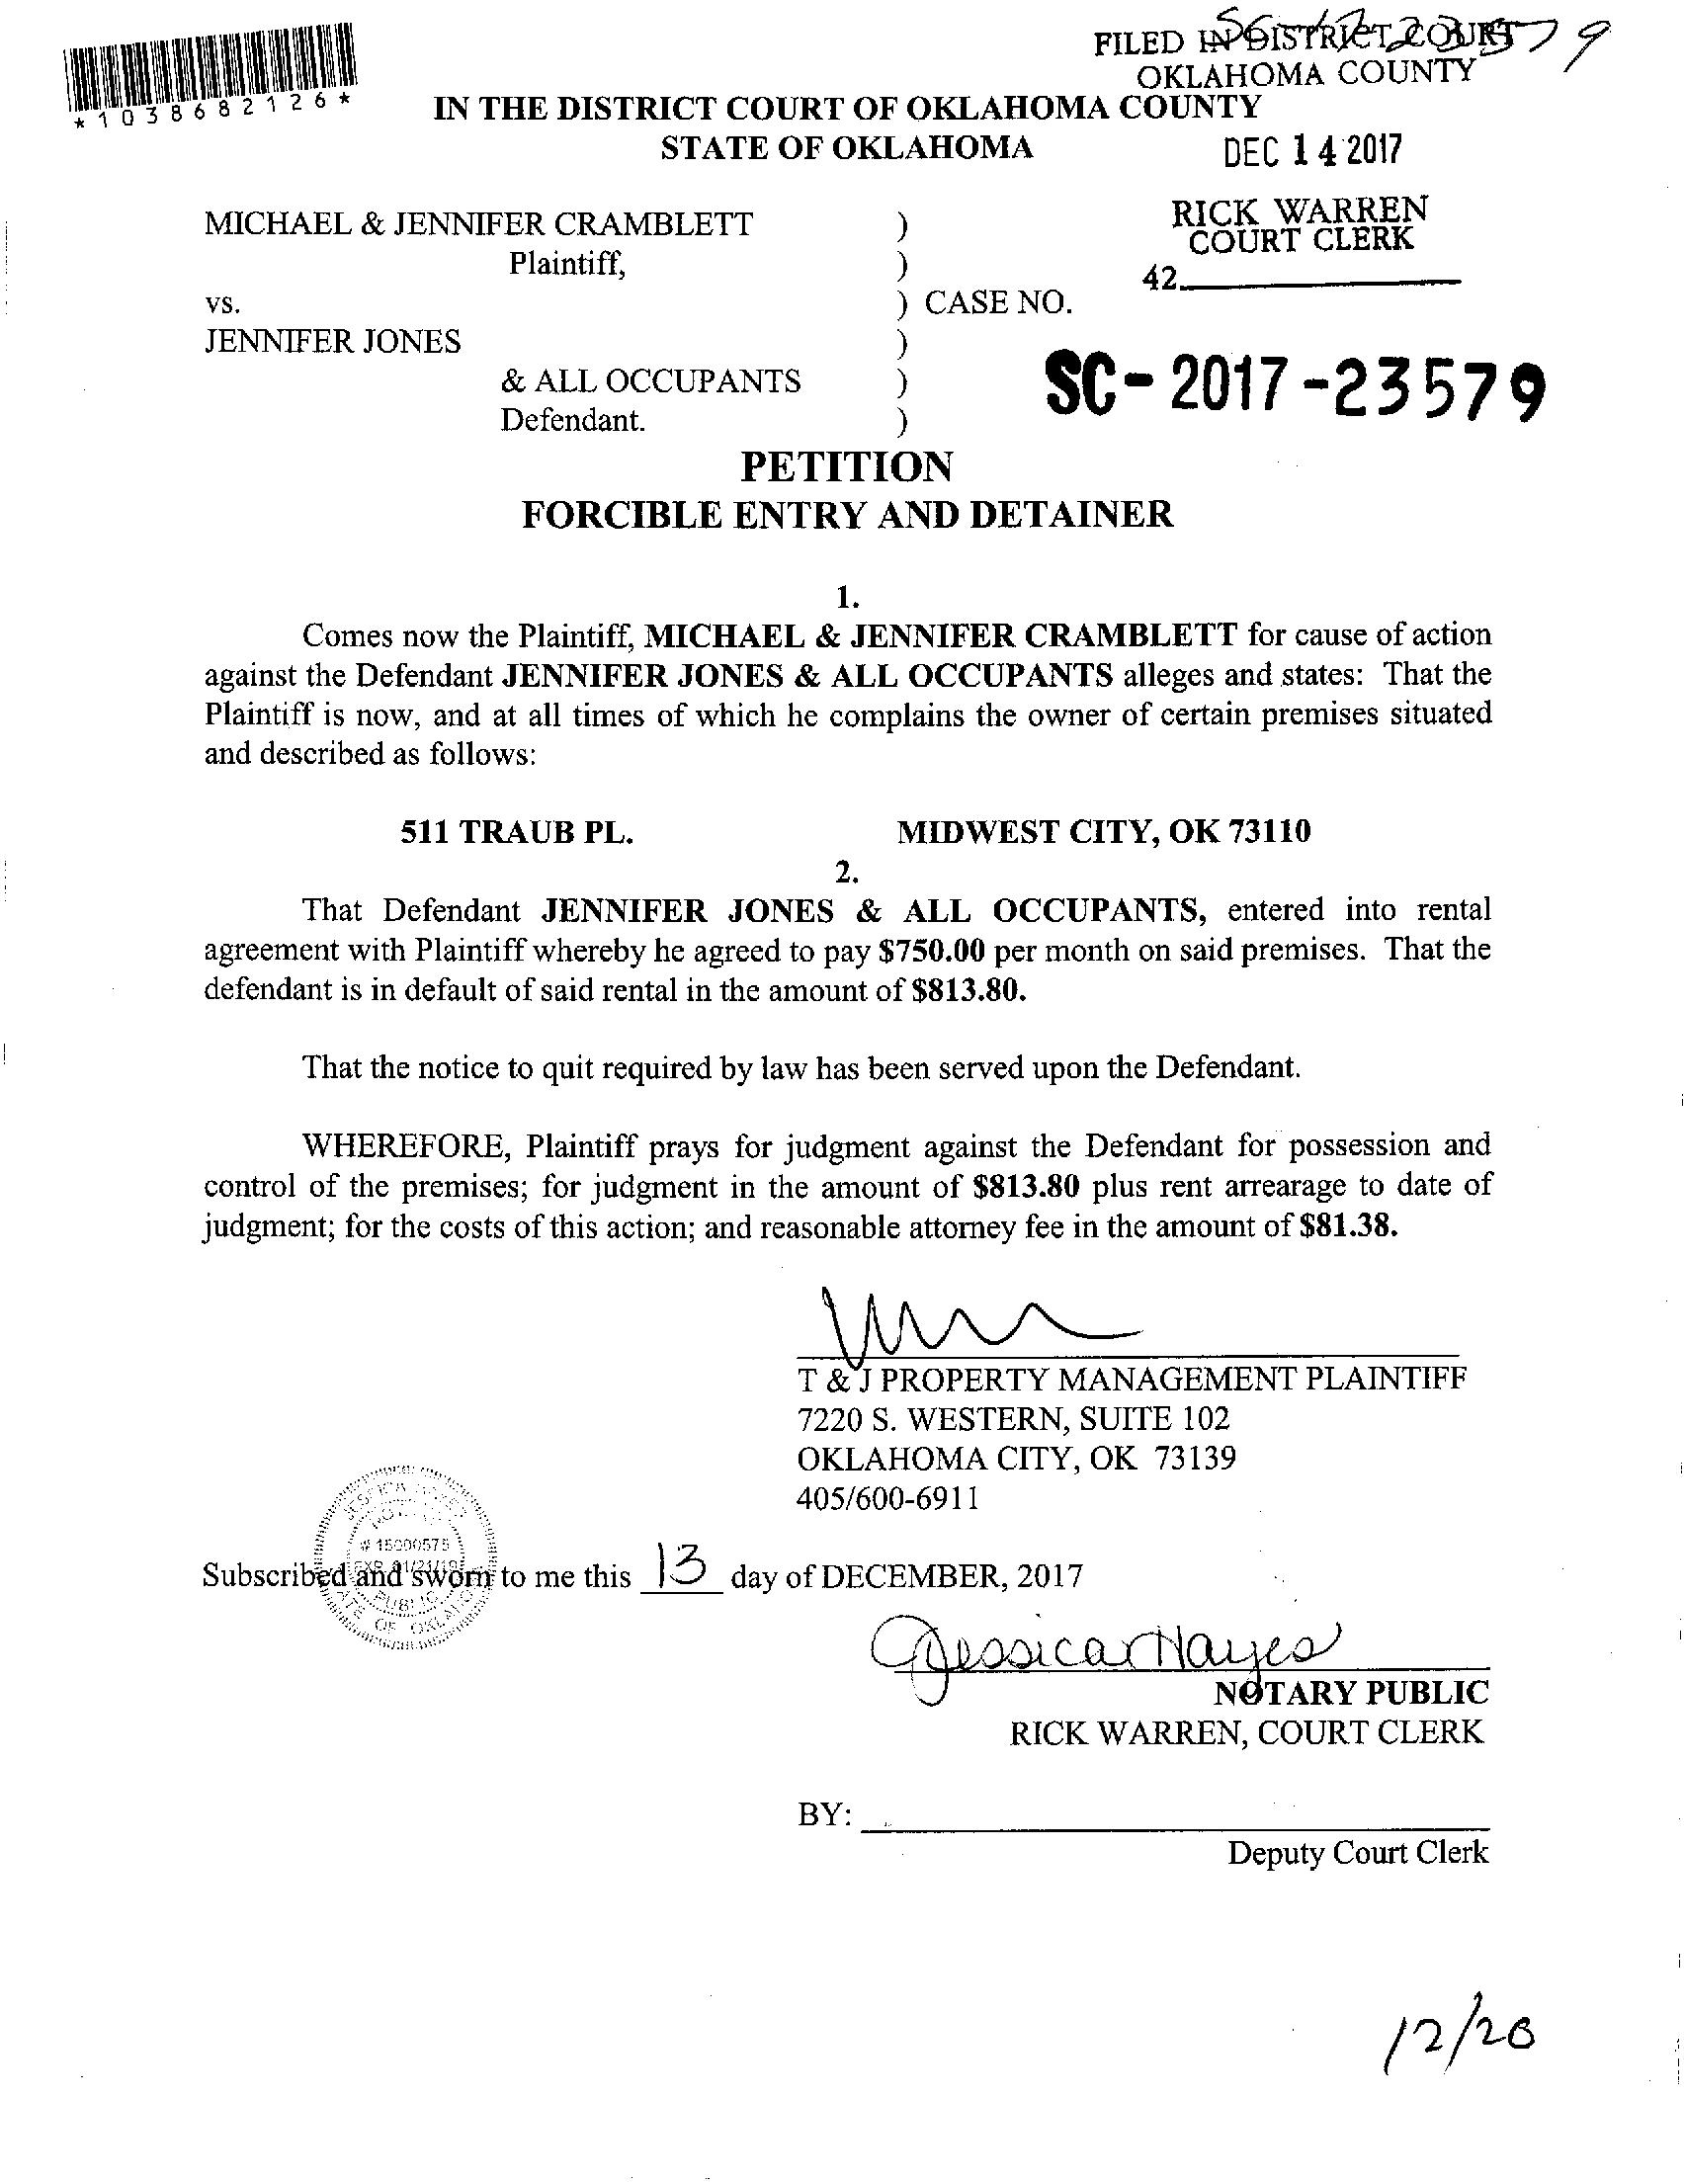 *1038682126*
FILED IN DISTRICT COURT
OKLAHOMA COUNTY
IN THE DISTRICT COURT OF OKLAHOMA COUNTY
STATE OF OKLAHOMA
DEC 14 2017
RICK WARREN
COURT CLERK
42
MICHAEL & JENNIFER CRAMBLETT )
Plaintiff, )
vs. ) CASE NO.
JENNIFER JONES )
& ALL OCCUPANTS )
Defendant. )
SC-2017-23579
PETITION
FORCIBLE ENTRY AND DETAINER
1.
Comes now the Plaintiff, MICHAEL & JENNIFER CRAMBLETT for cause of action
against the Defendant JENNIFER JONES & ALL OCCUPANTS alleges and states: That the
Plaintiff is now, and at all times of which he complains the owner of certain premises situated
and described as follows:
511 TRAUB PL. MIDWEST CITY, OK 73110
2.
That Defendant JENNIFER JONES & ALL OCCUPANTS, entered into rental
agreement with Plaintiff whereby he agreed to pay $750.00 per month on said premises. That the
defendant is in default of said rental in the amount of $813.80.
That the notice to quit required by law has been served upon the Defendant.
WHEREFORE, Plaintiff prays for judgment against the Defendant for possession and
control of the premises; for judgment in the amount of $813.80 plus rent arrearage to date of
judgment; for the costs of this action; and reasonable attorney fee in the amount of $81.38.
T & J PROPERTY MANAGEMENT PLAINTIFF
7220 S. WESTERN, SUITE 102
OKLAHOMA CITY, OK 73139
405/600-6911
# 15000575
Subscribed and sworn to me this 13 day of DECEMBER, 2017
Jessica Hayes
NOTARY PUBLIC
RICK WARREN, COURT CLERK
BY:
Deputy Court Clerk
12/28